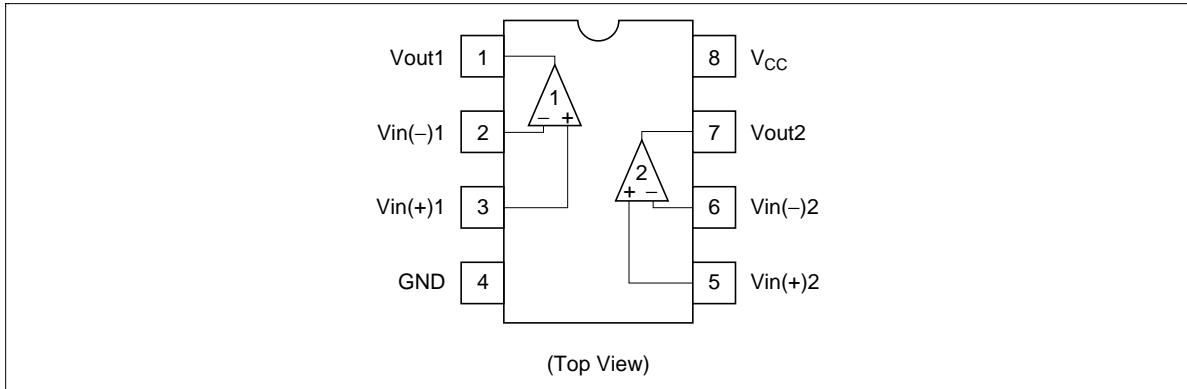 Vout1 1 8 VCC
1
− +
Vin(−)1 2 7 Vout2
2
+ −
Vin(+)1 3 6 Vin(−)2
GND 4 5 Vin(+)2
(Top View)